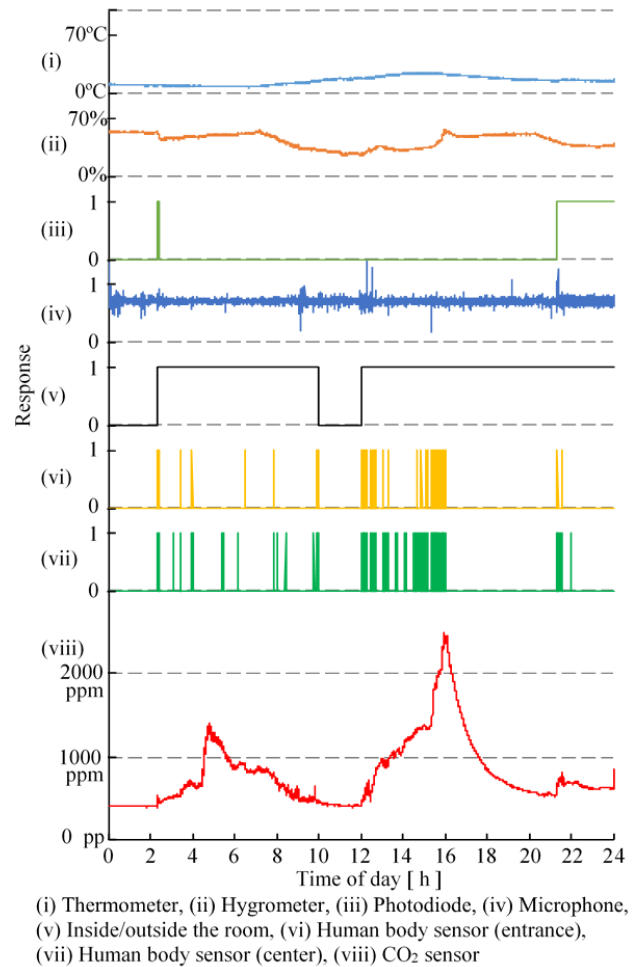 70°C
(i)
0°C
70%
(ii)
0%
1
(iii)
0
1
(iv)
0
Response
1
(v)
0
1
(vi)
0
1
(vii)
0
(viii)
2000
ppm
1000
ppm
0 pp
0 2 4 6 8 10 12 14 16 18 20 22 24
Time of day [ h ]
(i) Thermometer, (ii) Hygrometer, (iii) Photodiode, (iv) Microphone,
(v) Inside/outside the room, (vi) Human body sensor (entrance),
(vii) Human body sensor (center), (viii) CO₂ sensor